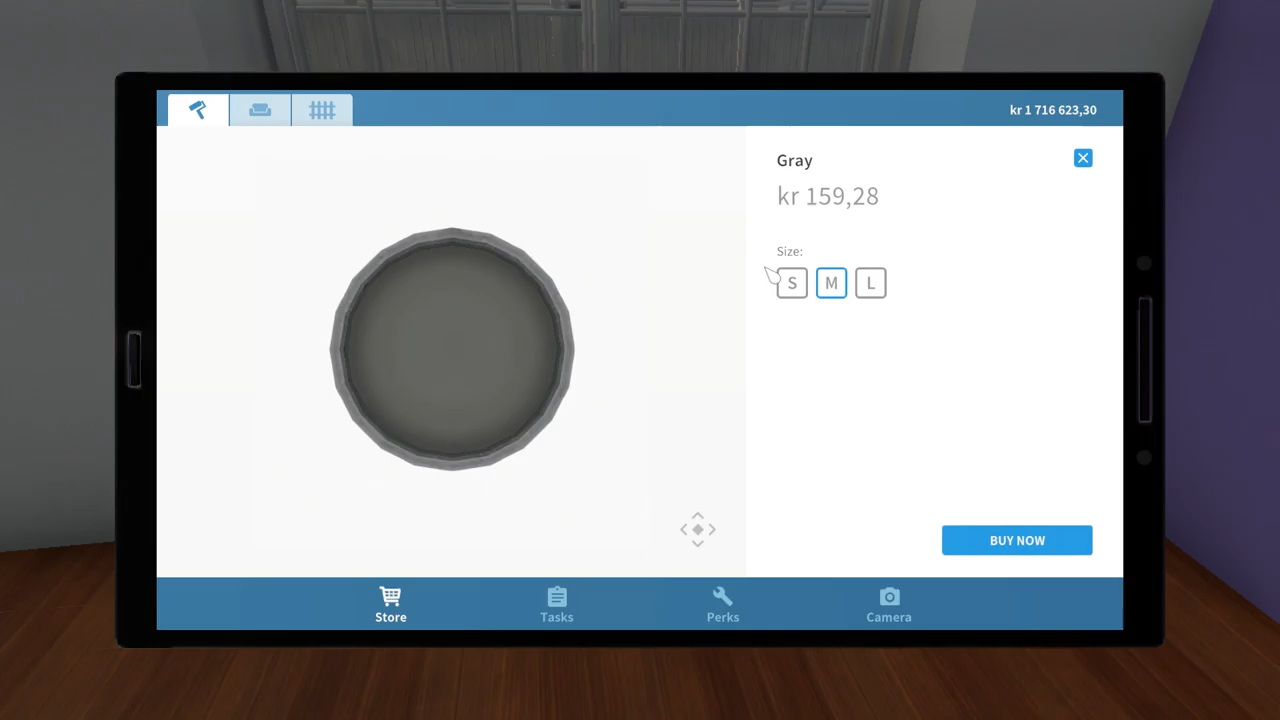 kr 1 716 623,30
Gray
kr 159,28
Size:
S M L
BUY NOW
Store Tasks Perks Camera